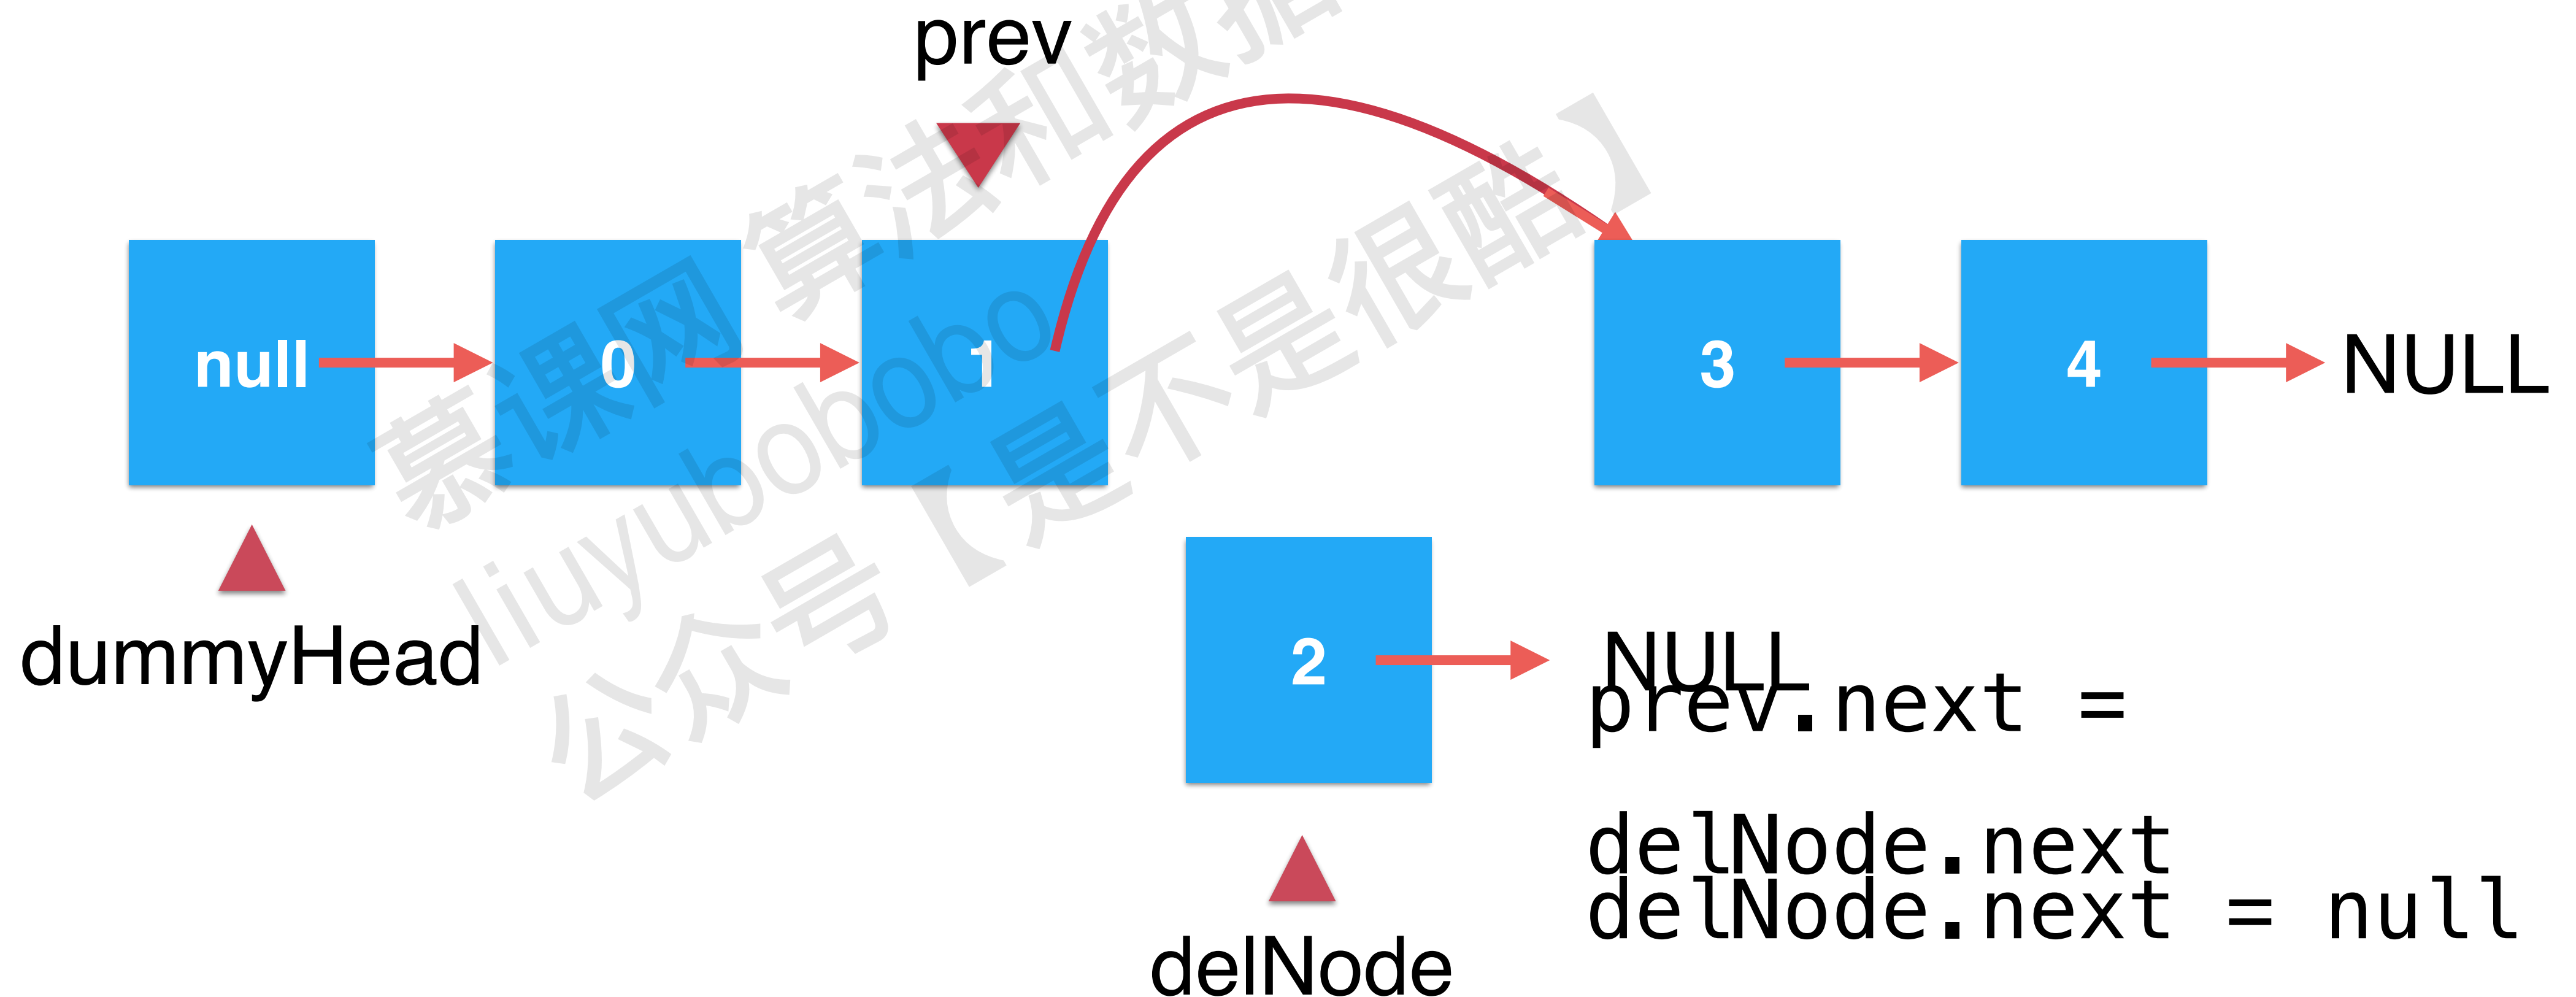 prev
null
0
1
3
4
NULL
dummyHead
2
NULL
prev.next =
delNode.next
delNode.next = null
delNode
慕课网 算法和数据
liuyubobobo
公众号【是不是很酷】